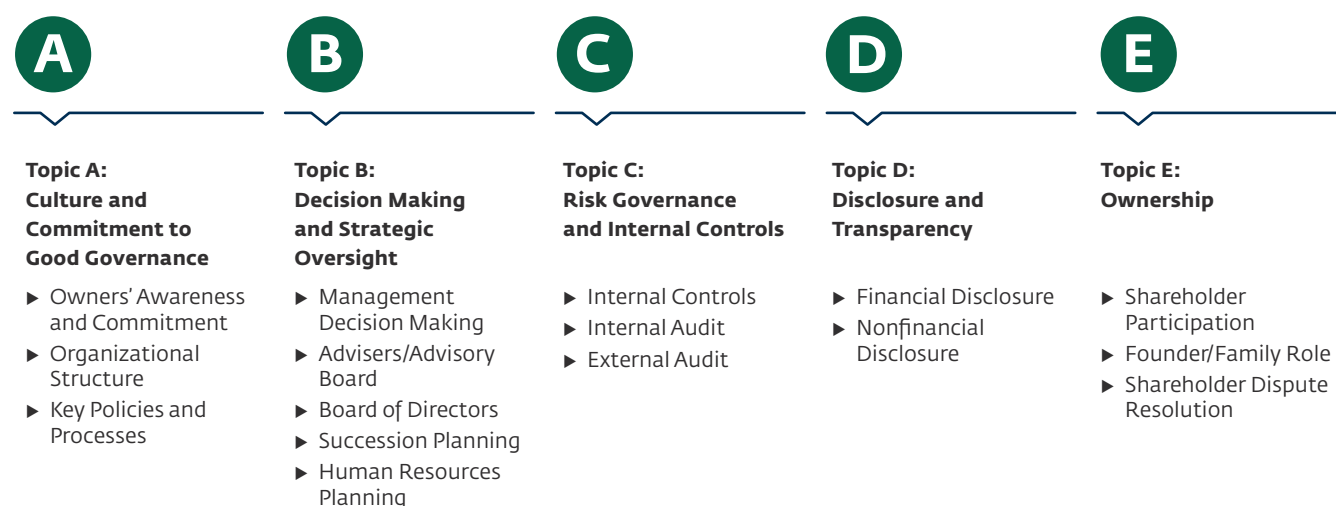 A
B
C
D
E
Topic A:
Culture and
Commitment to
Good Governance
▶ Owners’ Awareness
and Commitment
▶ Organizational
Structure
▶ Key Policies and
Processes
Topic B:
Decision Making
and Strategic
Oversight
▶ Management
Decision Making
▶ Advisers/Advisory
Board
▶ Board of Directors
▶ Succession Planning
▶ Human Resources
Planning
Topic C:
Risk Governance
and Internal Controls
▶ Internal Controls
▶ Internal Audit
▶ External Audit
Topic D:
Disclosure and
Transparency
▶ Financial Disclosure
▶ Nonfinancial
Disclosure
Topic E:
Ownership
▶ Shareholder
Participation
▶ Founder/Family Role
▶ Shareholder Dispute
Resolution